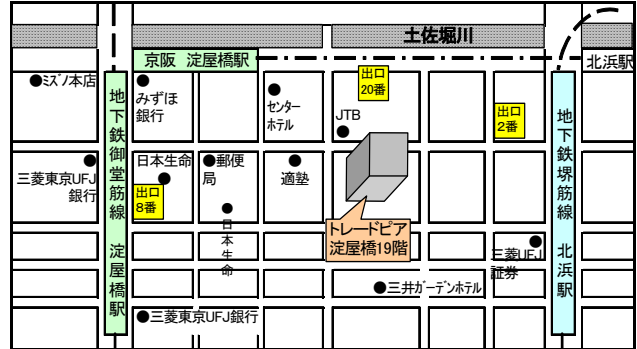 土佐堀川
京阪 淀屋橋駅
北浜駅
●ミズノ本店
●
みずほ
銀行
●
センター
ホテル
出口
20番
JTB
●
出口
2番
地下鉄御堂筋線 淀屋橋駅
地下鉄堺筋線 北浜駅
●
三菱東京UFJ
銀行
日本生命
●
出口
8番
●郵便
局
●
日本生命
●
適塾
トレードピア
淀屋橋19階
●
三菱UFJ
証券
●三井ガーデンホテル
●三菱東京UFJ銀行